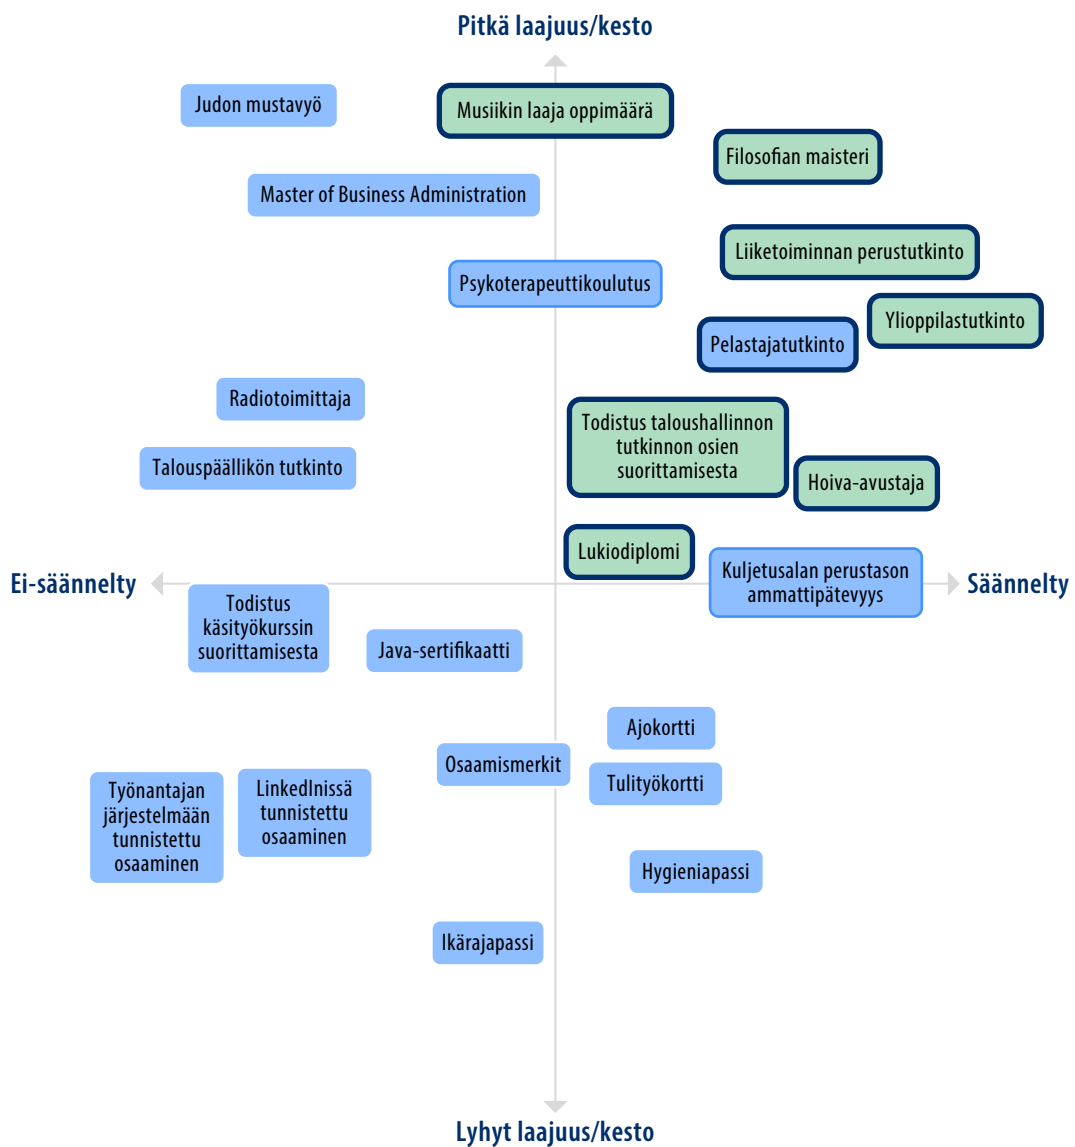 Pitkä laajuus/kesto
Judon mustavyö
Musiikin laaja oppimäärä
Filosofian maisteri
Master of Business Administration
Liiketoiminnan perustutkinto
Psykoterapeuttikoulutus
Ylioppilastutkinto
Pelastajatutkinto
Radiotoimittaja
Todistus taloushallinnon
tutkinnon osien
suorittamisesta
Talouspäällikön tutkinto
Hoiva-avustaja
Lukiodiplomi
Kuljetusalan perustason
ammattipätevyys
Ei-säännelty
Säännelty
Todistus
käsityökurssin
suorittamisesta
Java-sertifikaatti
Ajokortti
Osaamismerkit
Tulityökortti
Työnantajan
järjestelmään
tunnistettu
osaaminen
LinkedInissä
tunnistettu
osaaminen
Hygieniapassi
Ikärajapassi
Lyhyt laajuus/kesto